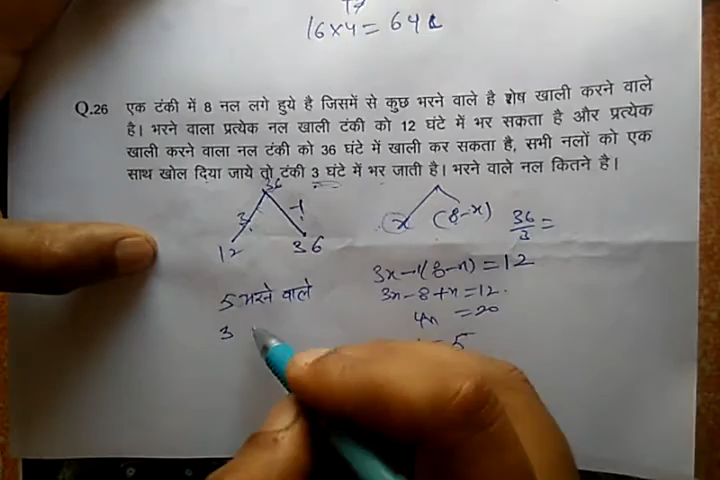 16×4= 64
Q.26 एक टंकी में 8 नल लगे हुये है जिसमें से कुछ भरने वाले है शेष खाली करने वाले
है। भरने वाला प्रत्येक नल खाली टंकी को 12 घंटे में भर सकता है और प्रत्येक
खाली करने वाला नल टंकी को 36 घंटे में खाली कर सकता है, सभी नलों को एक
साथ खोल दिया जाये तो टंकी 3 घंटे में भर जाती है। भरने वाले नल कितने है।
36
3 -1
12 36
x (8-x) 36/3 =
3x-1(8-x)=12
3x-8+x=12.
4x =20
= 5
5 भरने वाले
3